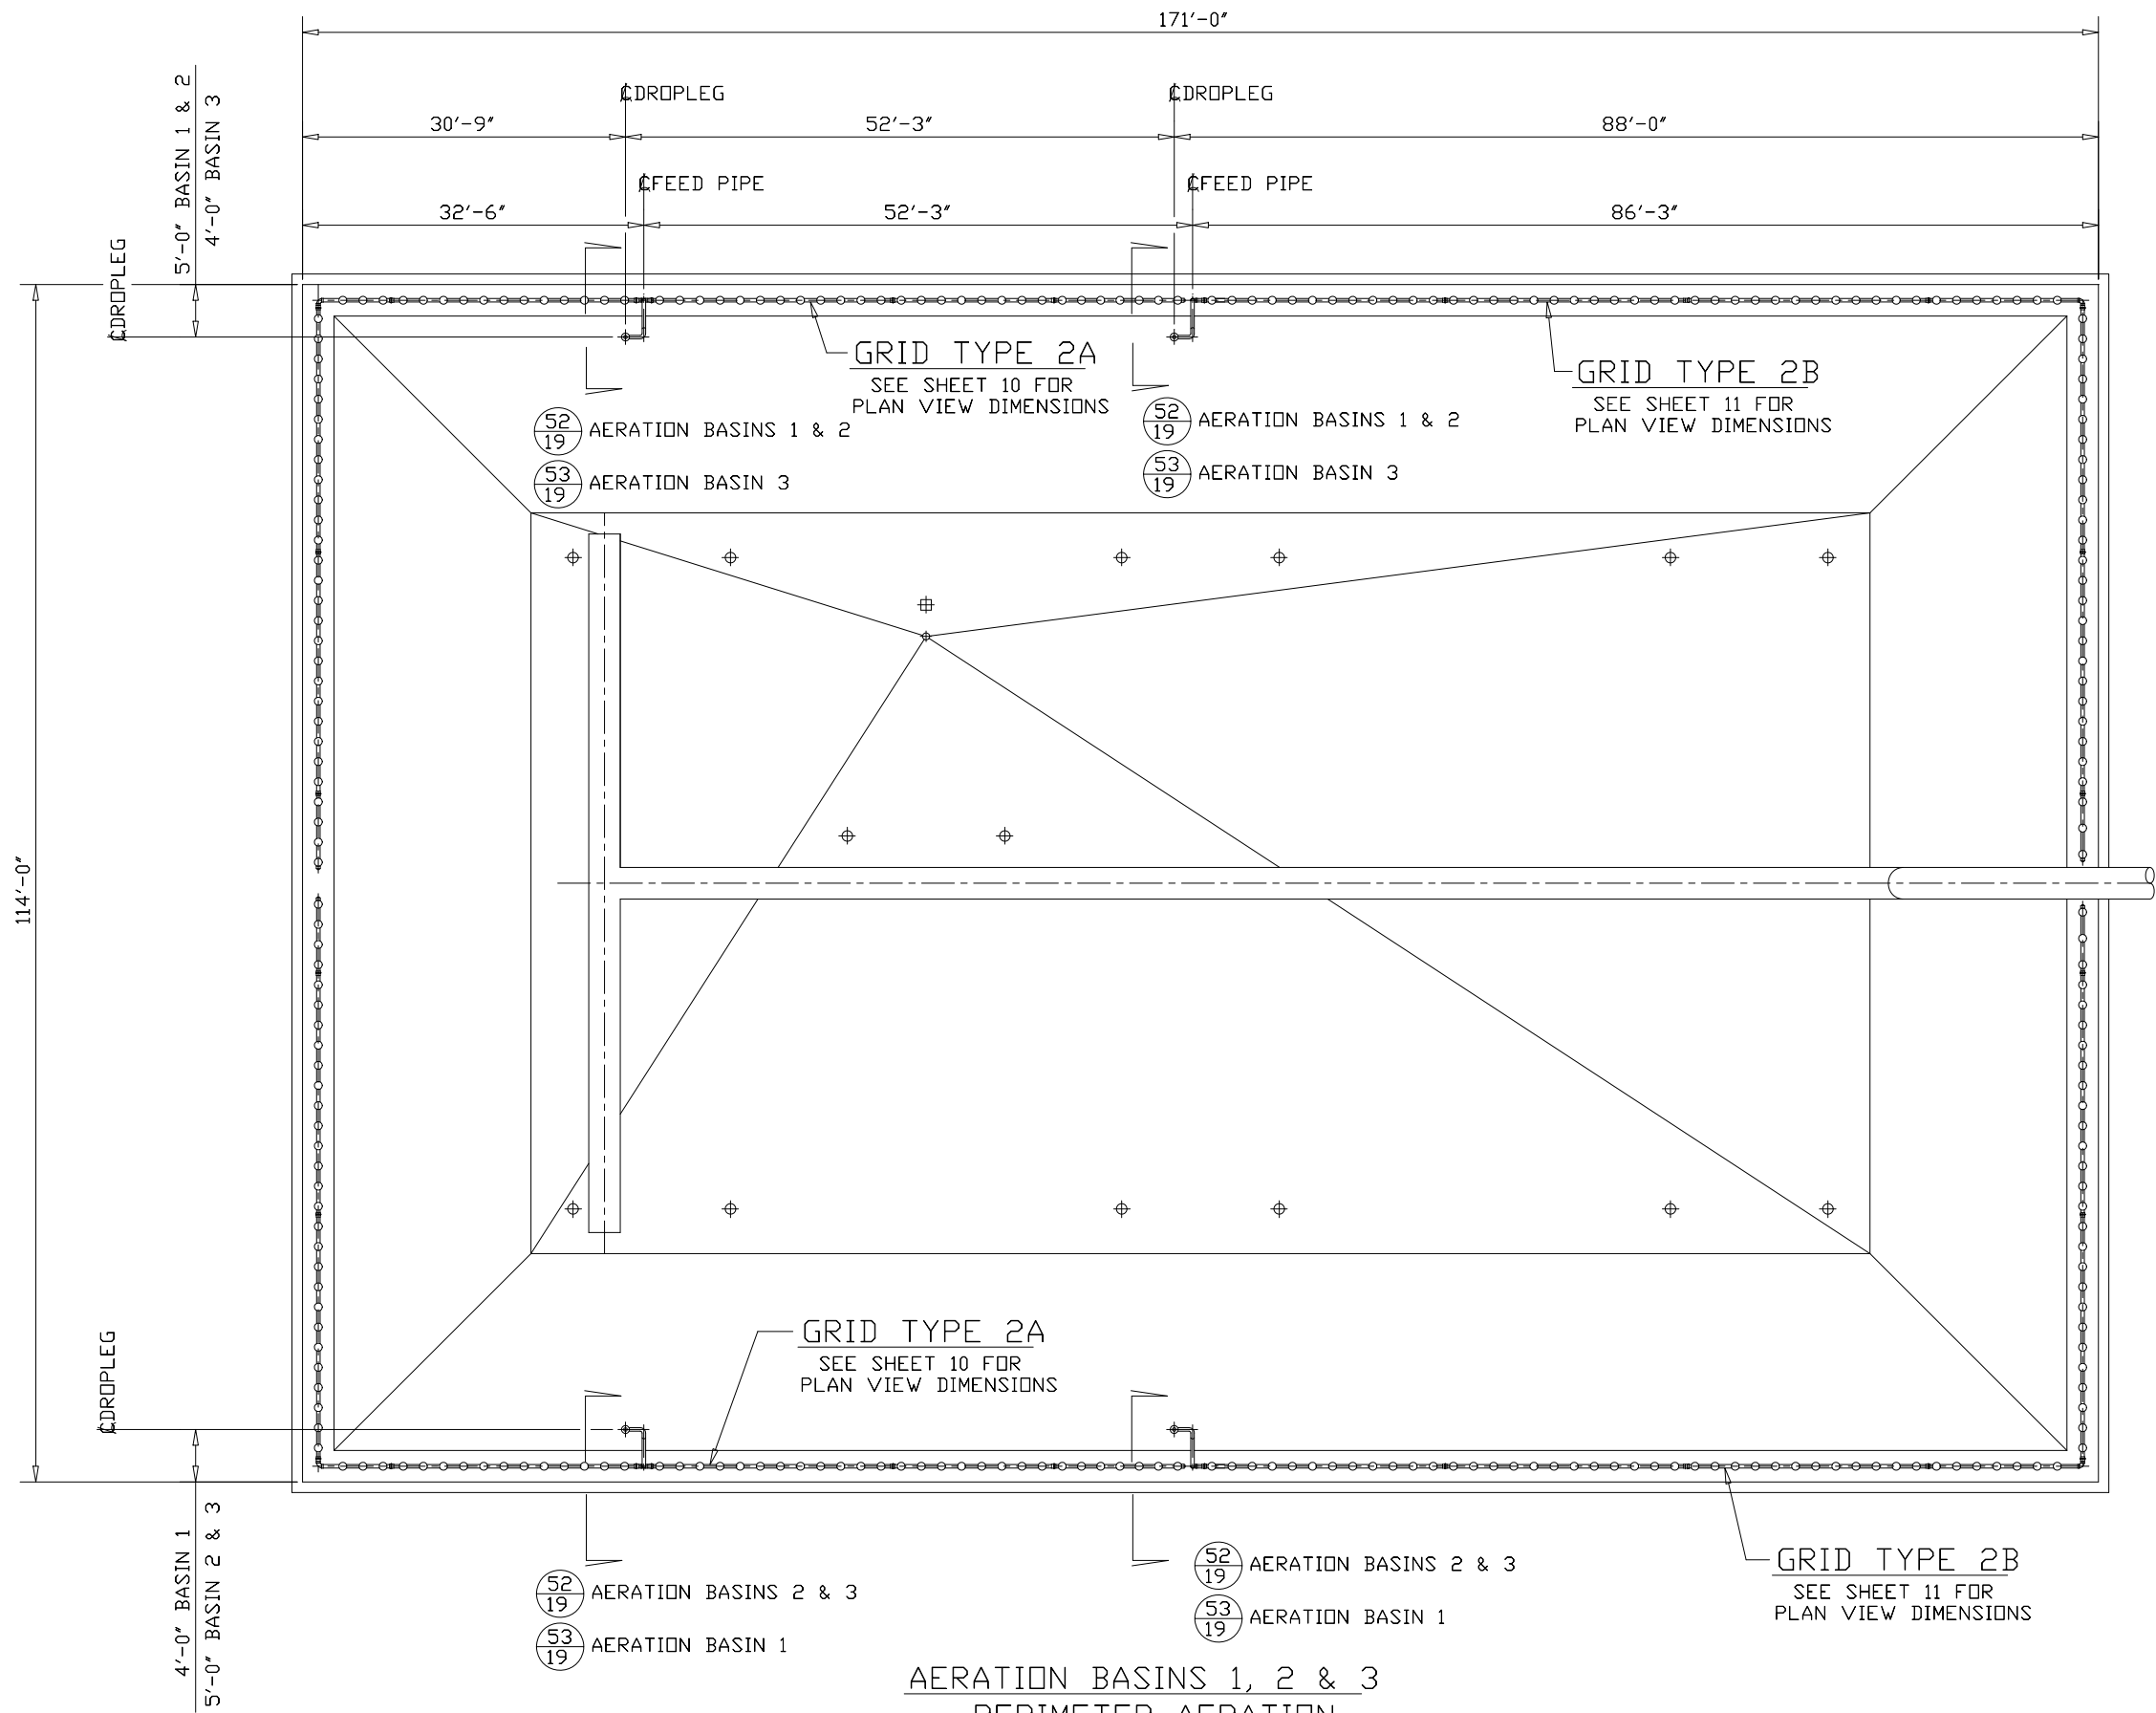 171'-0"
℄DROPLEG
℄DROPLEG
30'-9"
52'-3"
88'-0"
℄FEED PIPE
℄FEED PIPE
32'-6"
52'-3"
86'-3"
5'-0" BASIN 1 & 2
4'-0" BASIN 3
℄DROPLEG
GRID TYPE 2A
SEE SHEET 10 FOR
PLAN VIEW DIMENSIONS
GRID TYPE 2B
SEE SHEET 11 FOR
PLAN VIEW DIMENSIONS
52
19
AERATION BASINS 1 & 2
53
19
AERATION BASIN 3
52
19
AERATION BASINS 1 & 2
53
19
AERATION BASIN 3
114'-0"
GRID TYPE 2A
SEE SHEET 10 FOR
PLAN VIEW DIMENSIONS
℄DROPLEG
4'-0" BASIN 1
5'-0" BASIN 2 & 3
52
19
AERATION BASINS 2 & 3
53
19
AERATION BASIN 1
52
19
AERATION BASINS 2 & 3
53
19
AERATION BASIN 1
GRID TYPE 2B
SEE SHEET 11 FOR
PLAN VIEW DIMENSIONS
AERATION BASINS 1, 2 & 3
PERIMETER AERATION